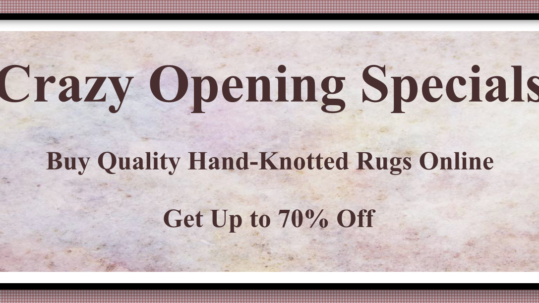 Crazy Opening Specials
Buy Quality Hand-Knotted Rugs Online
Get Up to 70% Off